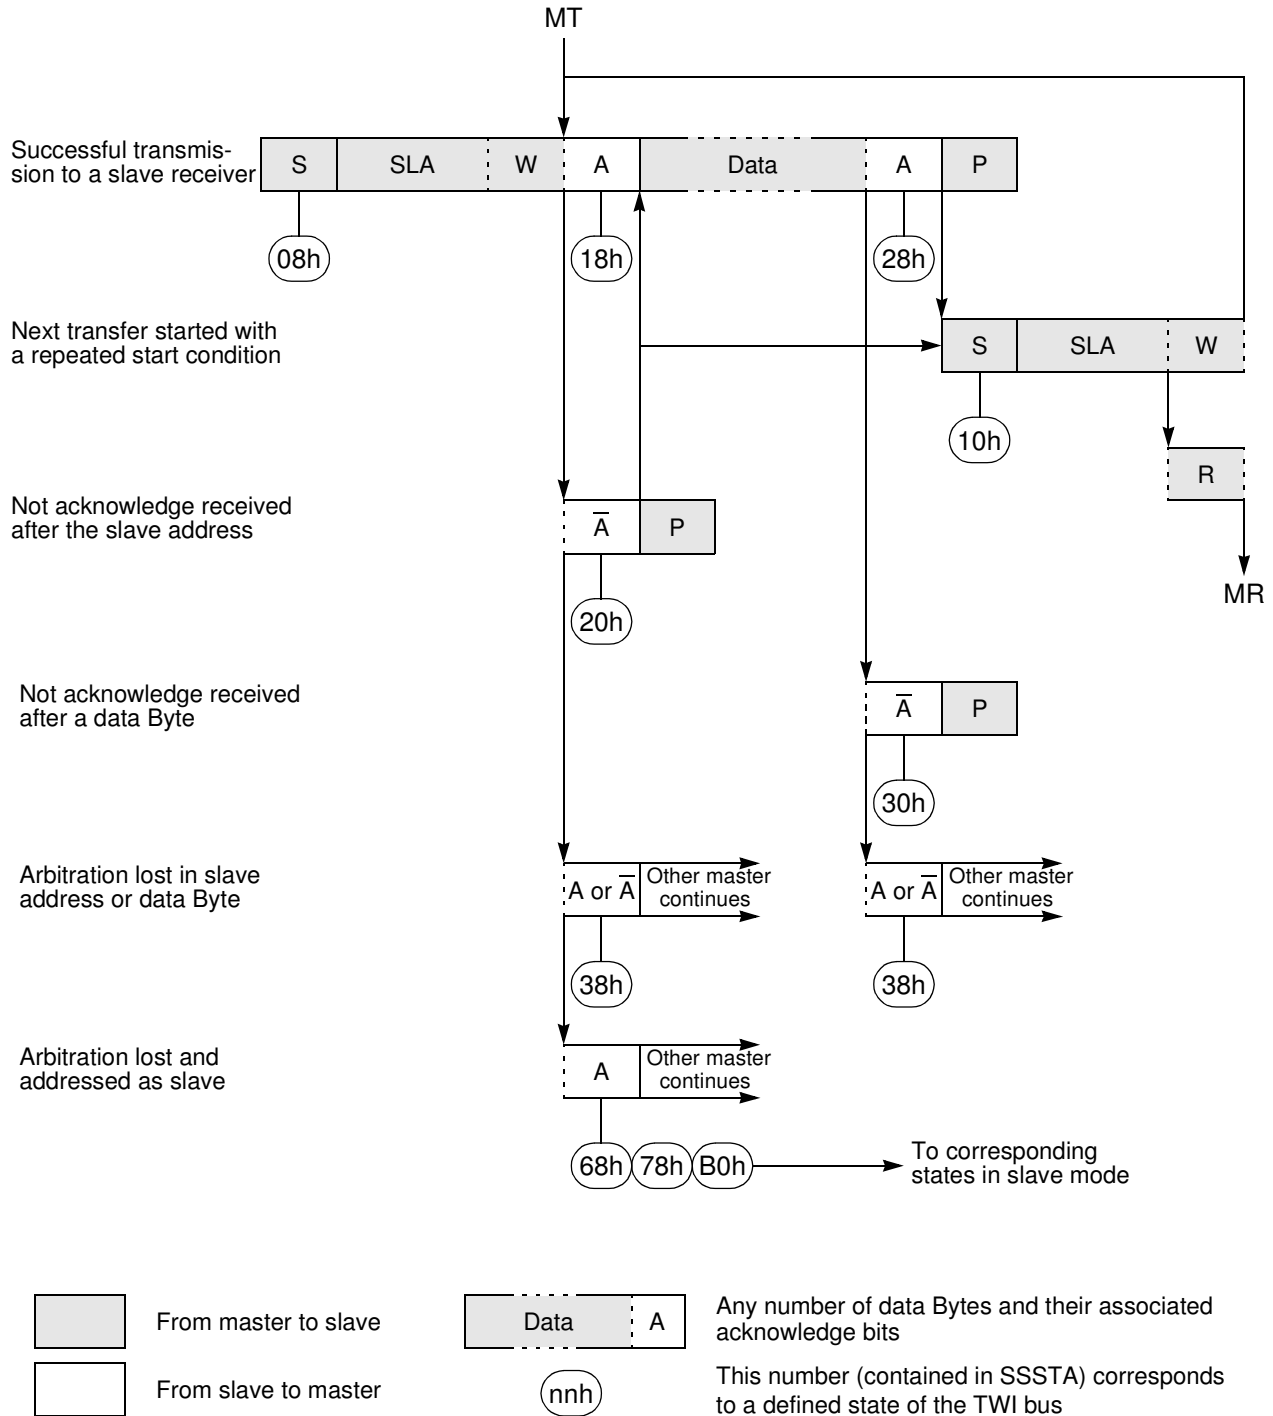 MT
Successful transmis-
sion to a slave receiver
S SLA W A Data A P
08h 18h 28h
Next transfer started with
a repeated start condition
S SLA W
10h
R
Not acknowledge received
after the slave address
A̅ P
MR
20h
Not acknowledge received
after a data Byte
A̅ P
30h
Arbitration lost in slave
address or data Byte
A or A̅ Other master
continues
A or A̅ Other master
continues
38h 38h
Arbitration lost and
addressed as slave
A Other master
continues
68h 78h B0h
To corresponding
states in slave mode
From master to slave
Data A
Any number of data Bytes and their associated
acknowledge bits
From slave to master
nnh
This number (contained in SSSTA) corresponds
to a defined state of the TWI bus